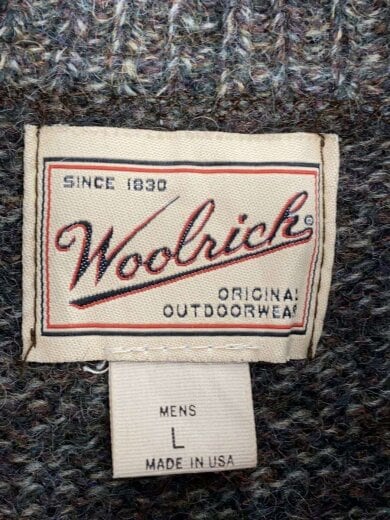 SINCE 1830
Woolrich®
ORIGINAL
OUTDOORWEAR
MENS
L
MADE IN USA